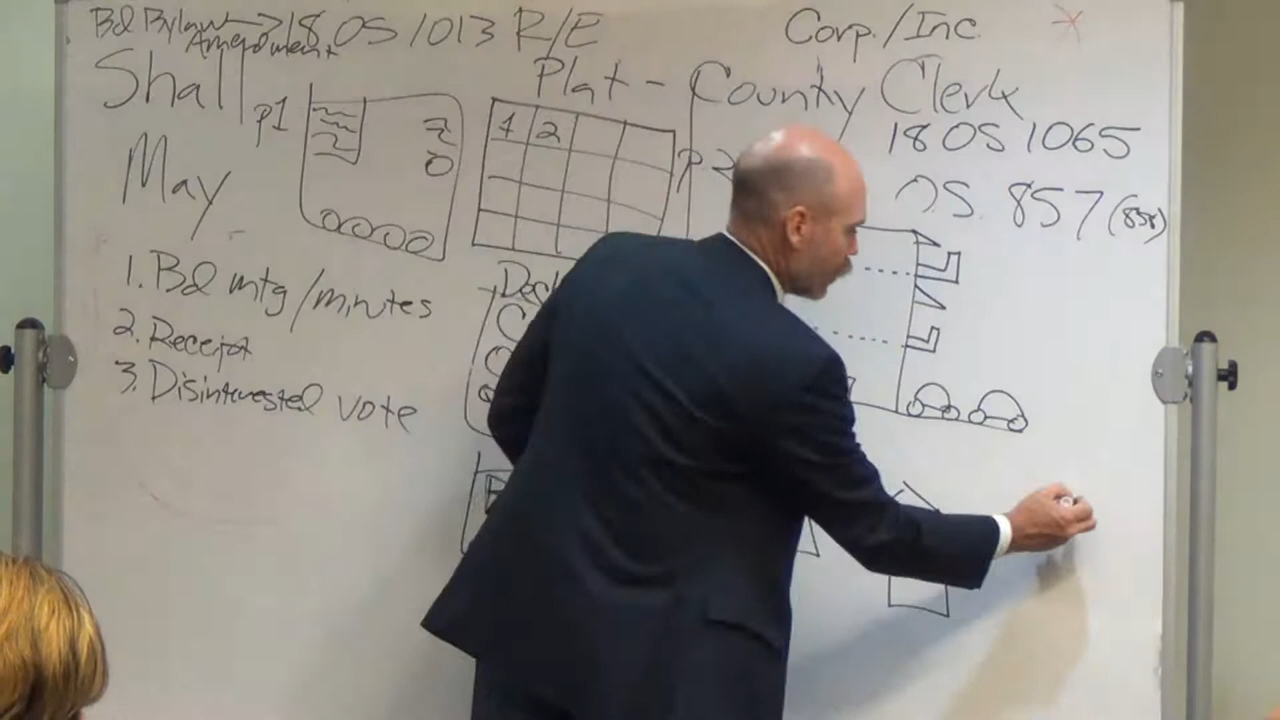 Bd Bylaw → 18 OS 1013 R/E
Amendment
Corp./Inc.
Shall
Plat - County Clerk
p1
1 2
18 OS 1065
May
p 2
O.S. 857 (858)
1. Bd mtg/minutes
2. Receipt
3. Disinterested vote